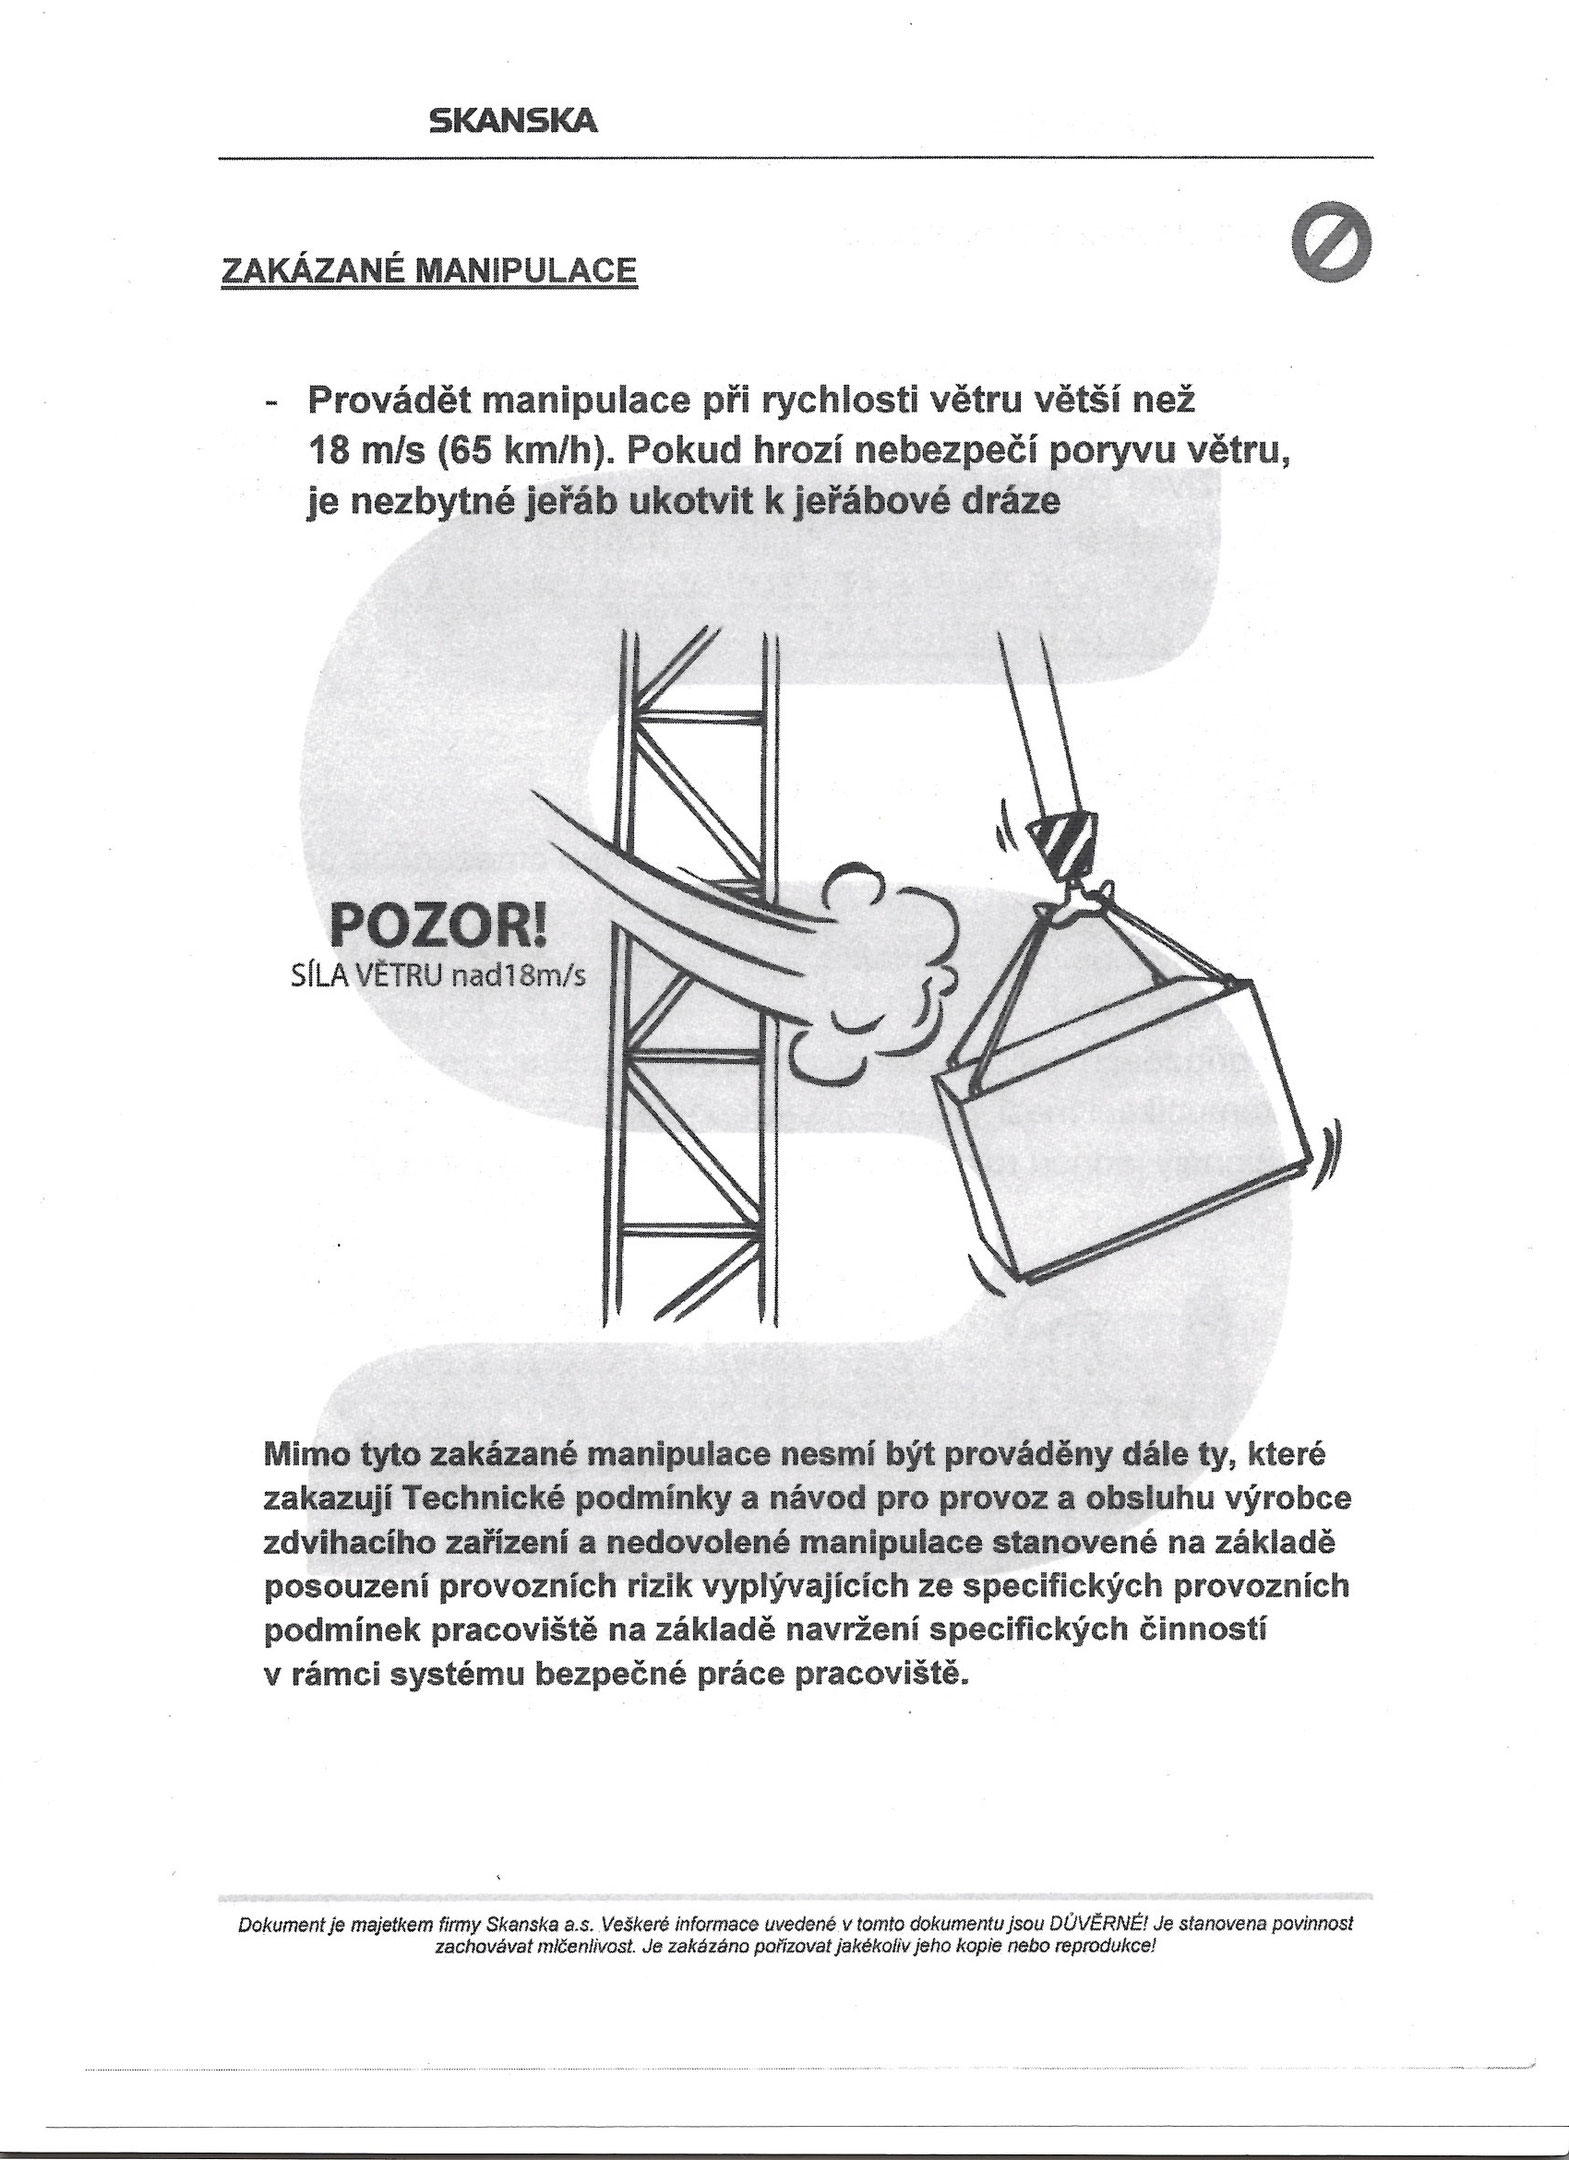 SKANSKA
ZAKÁZANÉ MANIPULACE
- Provádět manipulace při rychlosti větru větší než
18 m/s (65 km/h). Pokud hrozí nebezpečí poryvu větru,
je nezbytné jeřáb ukotvit k jeřábové dráze
POZOR!
SÍLA VĚTRU nad18m/s
Mimo tyto zakázané manipulace nesmí být prováděny dále ty, které
zakazují Technické podmínky a návod pro provoz a obsluhu výrobce
zdvihacího zařízení a nedovolené manipulace stanovené na základě
posouzení provozních rizik vyplývajících ze specifických provozních
podmínek pracoviště na základě navržení specifických činností
v rámci systému bezpečné práce pracoviště.
Dokument je majetkem firmy Skanska a.s. Veškeré informace uvedené v tomto dokumentu jsou DŮVĚRNÉ! Je stanovena povinnost
zachovávat mlčenlivost. Je zakázáno pořizovat jakékoliv jeho kopie nebo reprodukce!